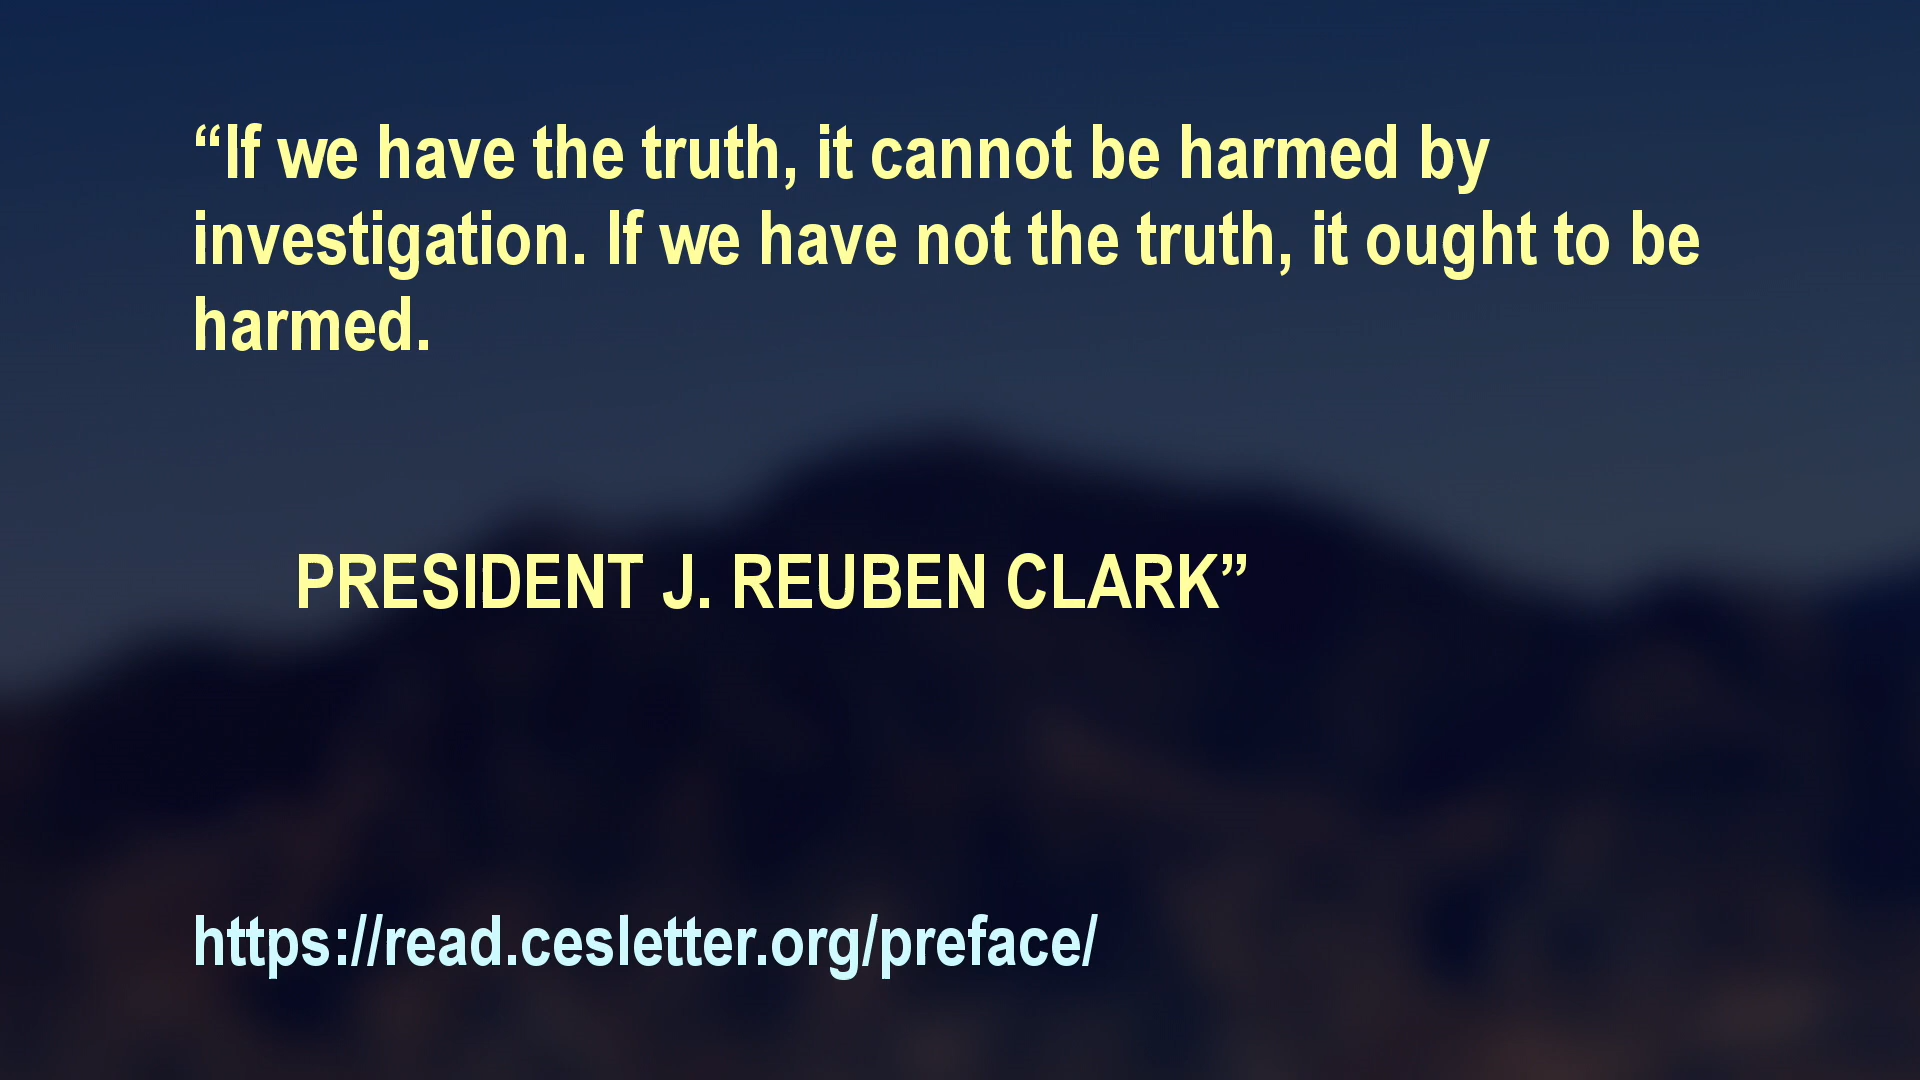 “If we have the truth, it cannot be harmed by
investigation. If we have not the truth, it ought to be
harmed.
PRESIDENT J. REUBEN CLARK”
https://read.cesletter.org/preface/